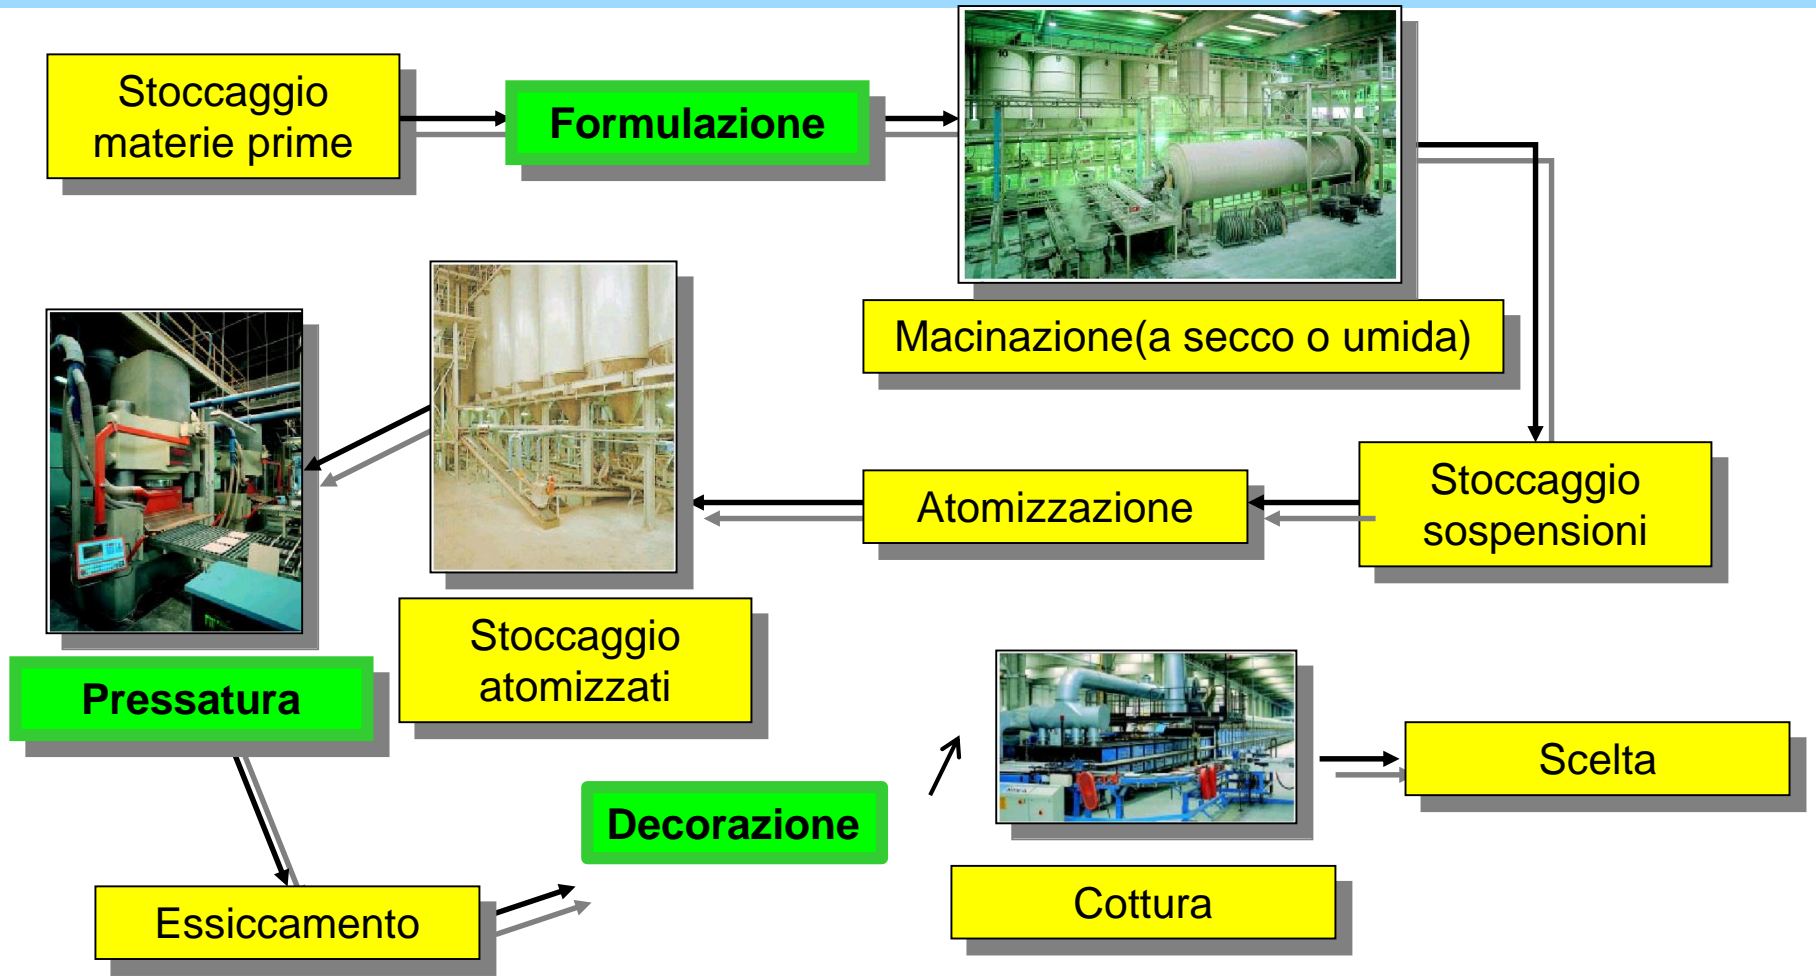 Stoccaggio
materie prime
Formulazione
Macinazione(a secco o umida)
Stoccaggio
sospensioni
Atomizzazione
Stoccaggio
atomizzati
Pressatura
Essiccamento
Decorazione
Cottura
Scelta